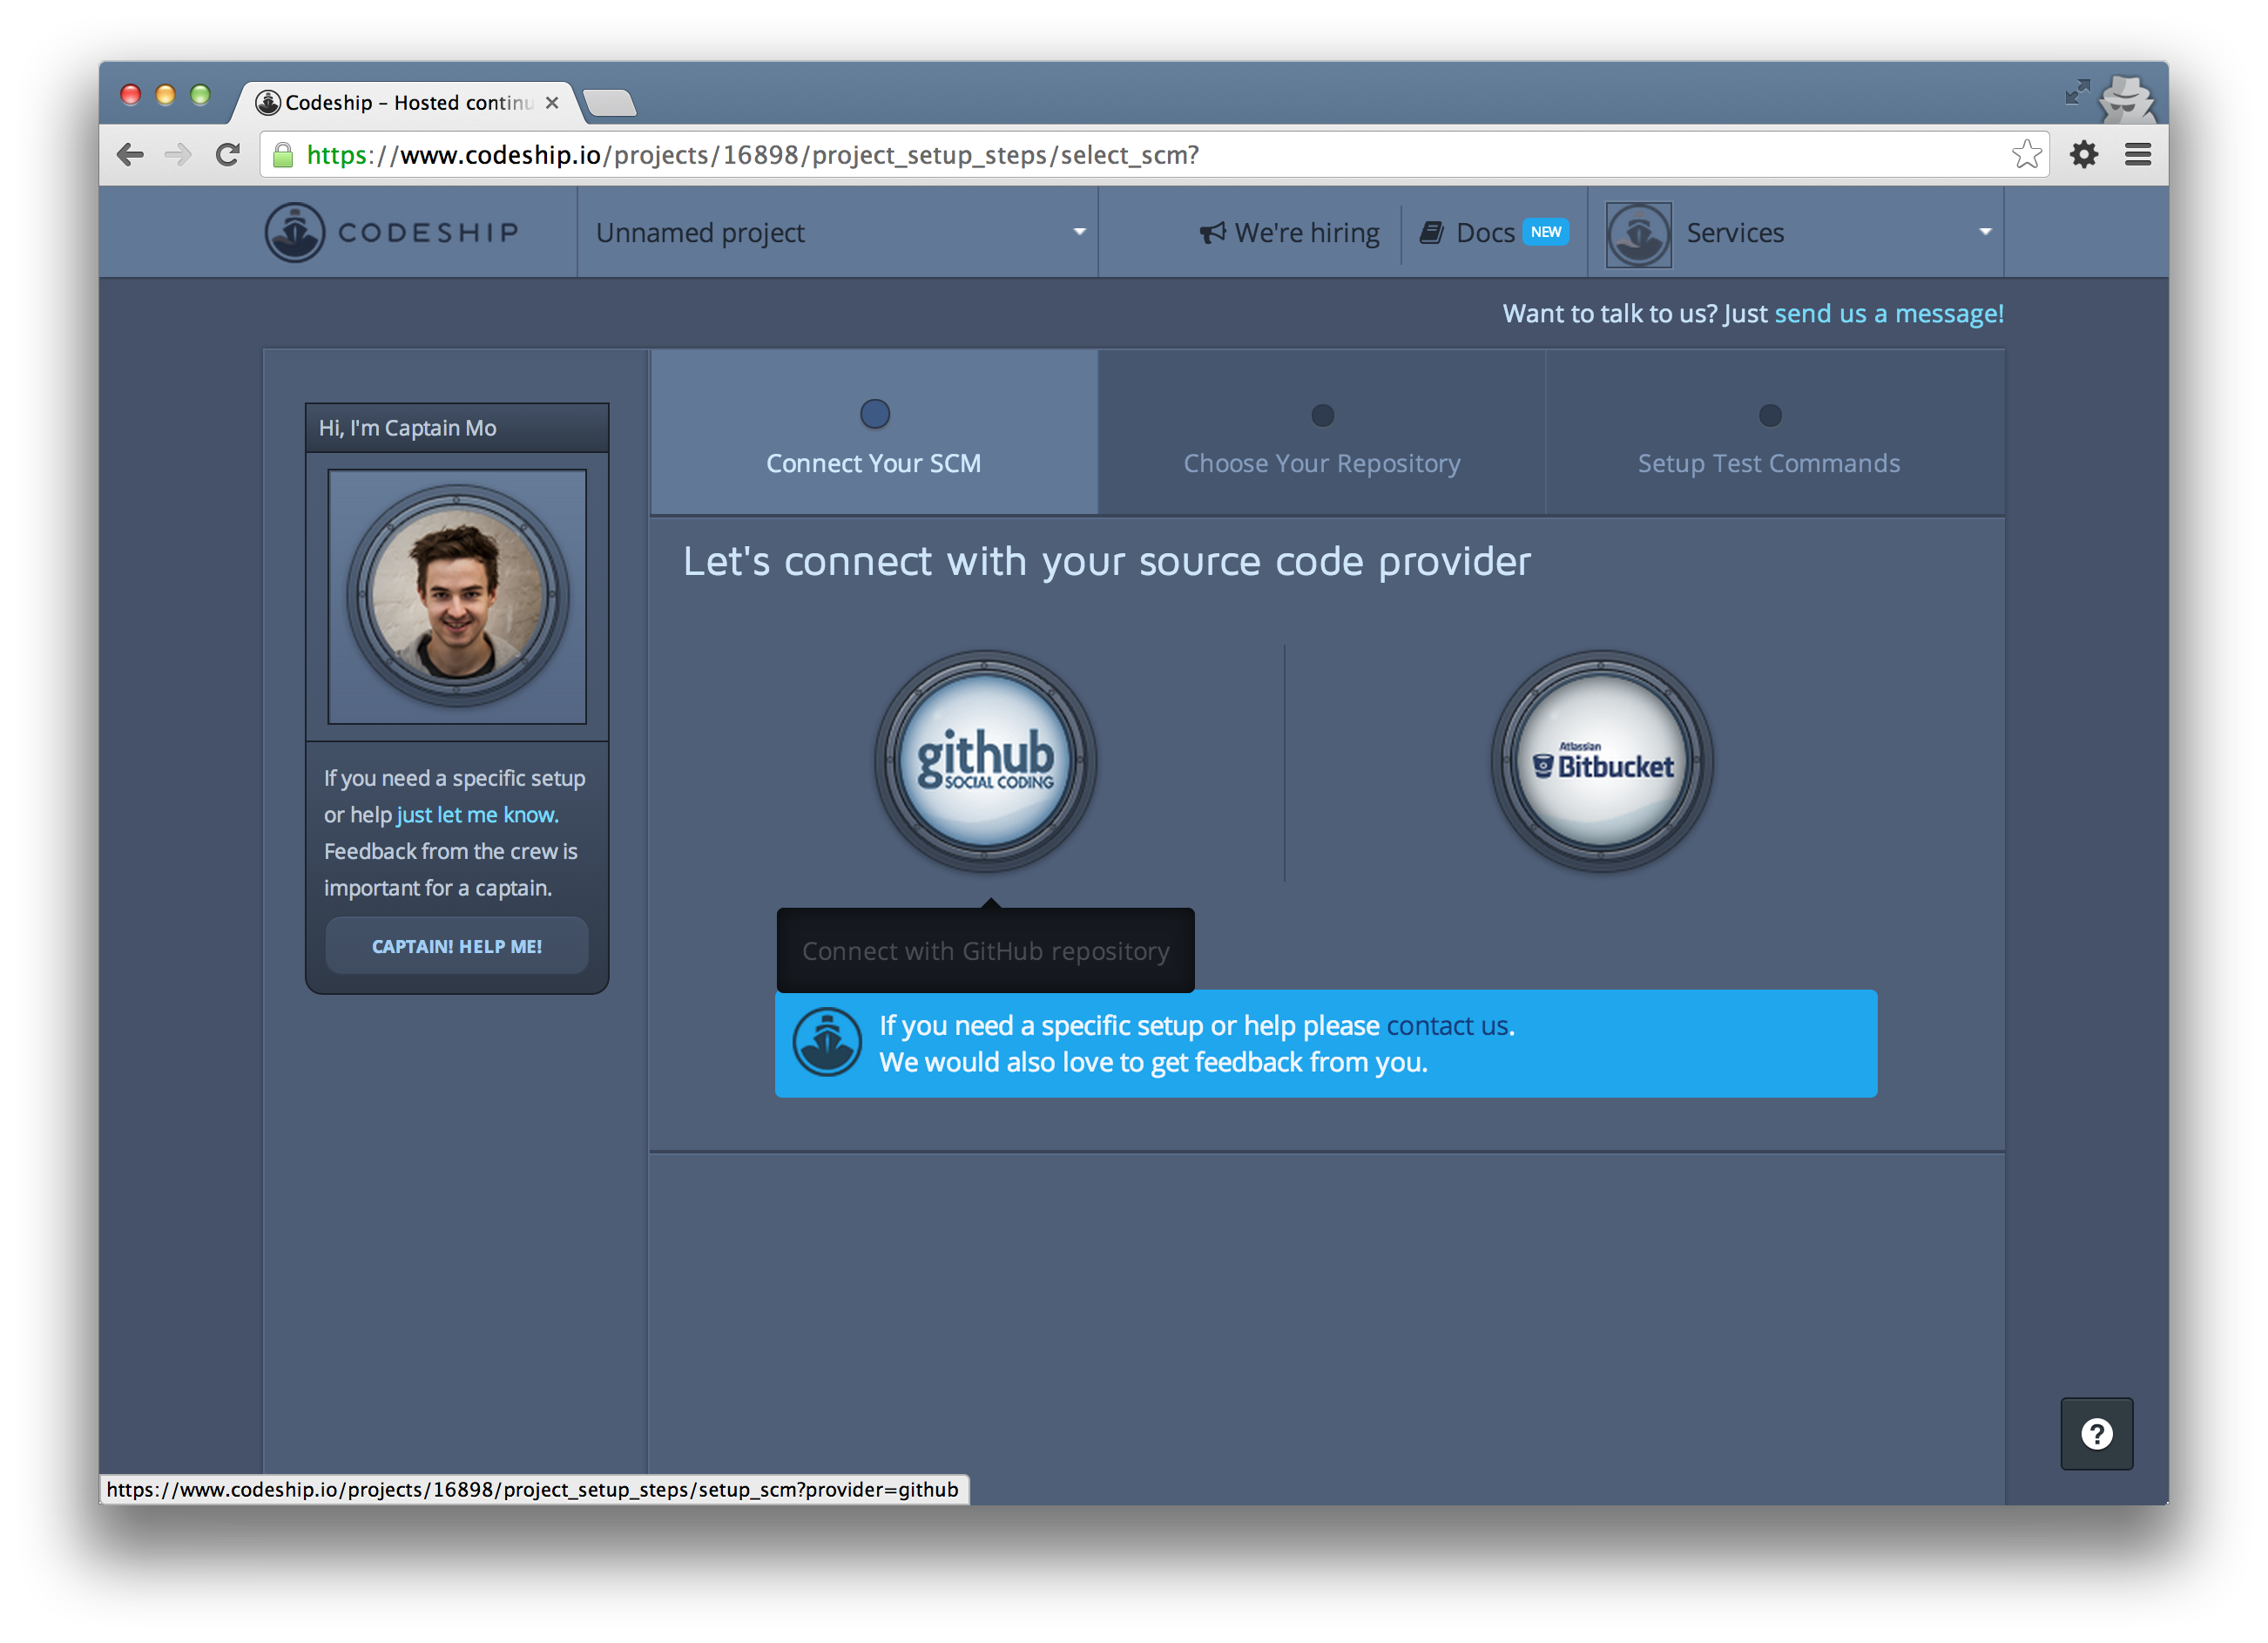 Codeship – Hosted continu
https://www.codeship.io/projects/16898/project_setup_steps/select_scm?
CODESHIP
Unnamed project
We're hiring
Docs NEW
Services
Want to talk to us? Just send us a message!
Hi, I'm Captain Mo
If you need a specific setup
or help just let me know.
Feedback from the crew is
important for a captain.
CAPTAIN! HELP ME!
Connect Your SCM
Choose Your Repository
Setup Test Commands
Let's connect with your source code provider
github
SOCIAL CODING
Atlassian
Bitbucket
Connect with GitHub repository
If you need a specific setup or help please contact us.
We would also love to get feedback from you.
?
https://www.codeship.io/projects/16898/project_setup_steps/setup_scm?provider=github